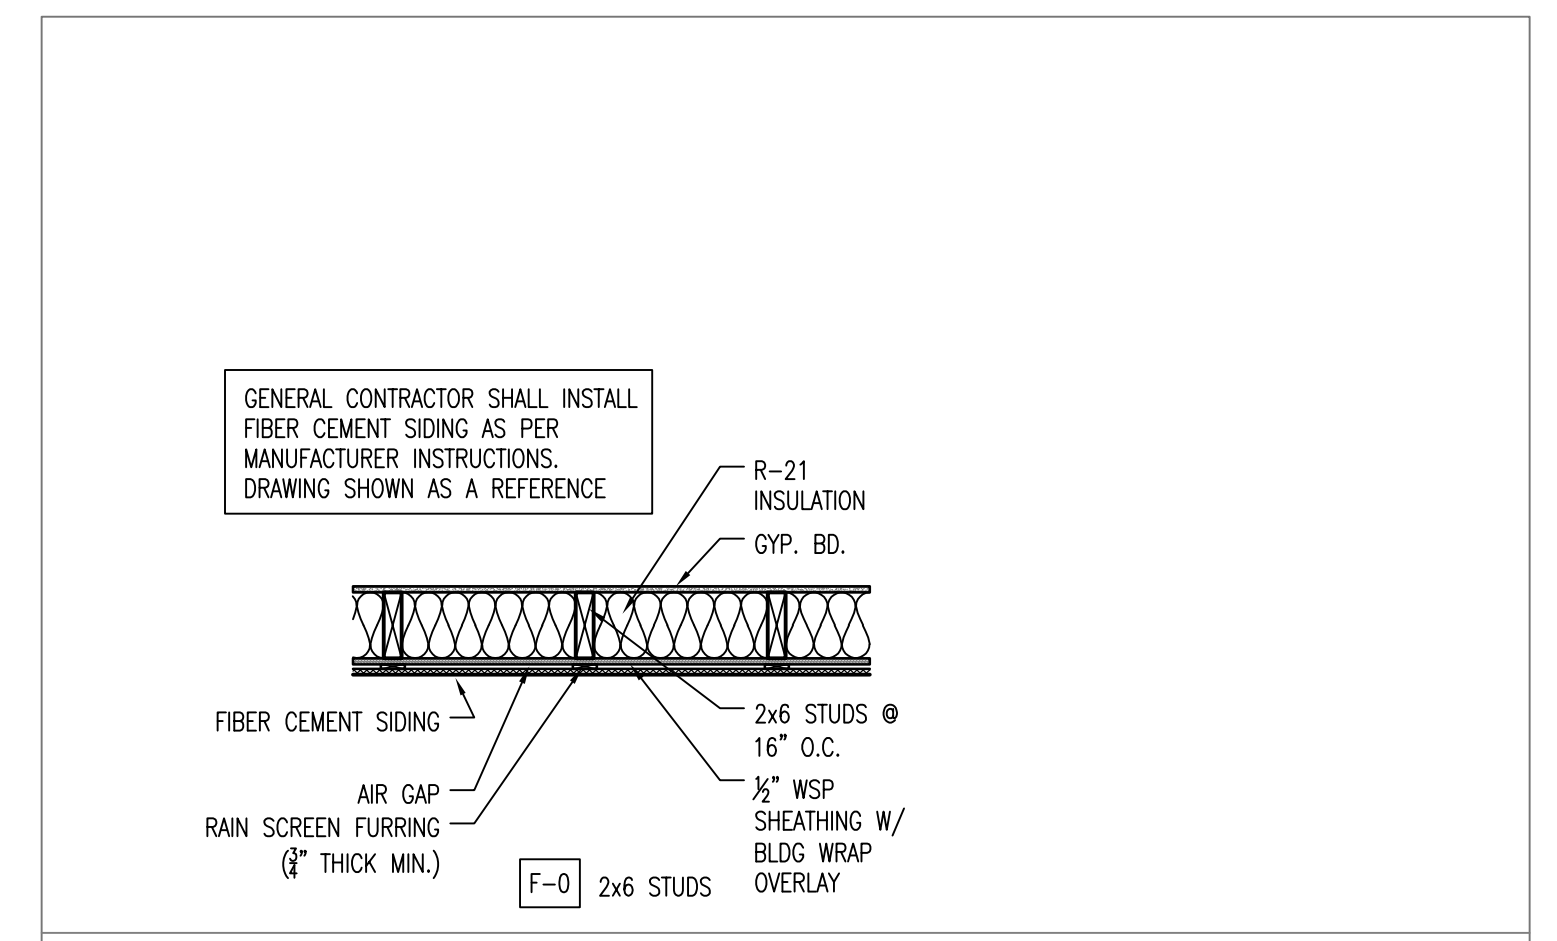 GENERAL CONTRACTOR SHALL INSTALL
FIBER CEMENT SIDING AS PER
MANUFACTURER INSTRUCTIONS.
DRAWING SHOWN AS A REFERENCE
R-21
INSULATION
GYP. BD.
FIBER CEMENT SIDING
AIR GAP
RAIN SCREEN FURRING
(¾" THICK MIN.)
2x6 STUDS @
16" O.C.
½" WSP
SHEATHING W/
BLDG WRAP
OVERLAY
F-0 2x6 STUDS